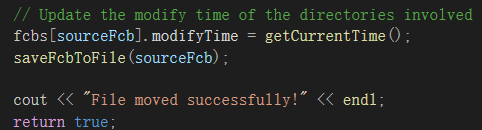 // Update the modify time of the directories involved
fcbs[sourceFcb].modifyTime = getCurrentTime();
saveFcbToFile(sourceFcb);
cout << "File moved successfully!" << endl;
return true;